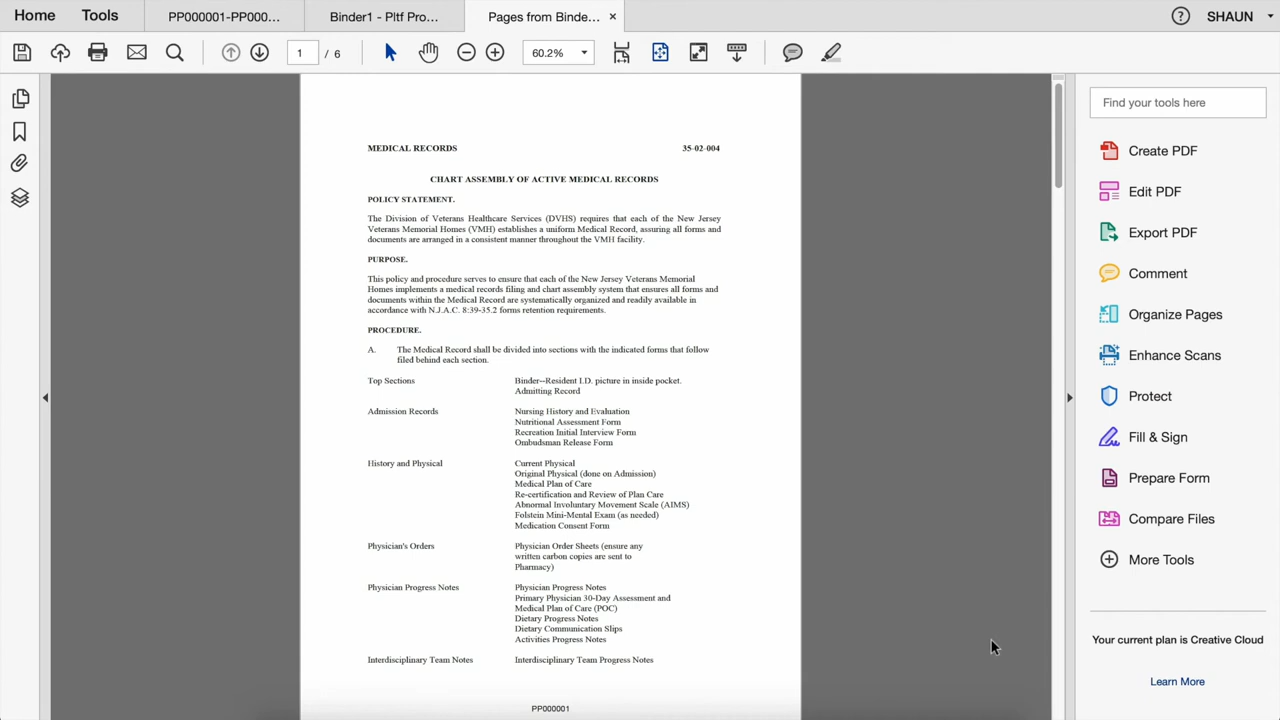 Home Tools PP000001-PP000... Binder1 - Pltf Pro... Pages from Binde... × ? SHAUN
1 / 6 60.2%
Find your tools here
Create PDF
Edit PDF
Export PDF
Comment
Organize Pages
Enhance Scans
Protect
Fill & Sign
Prepare Form
Compare Files
More Tools
Your current plan is Creative Cloud
Learn More
MEDICAL RECORDS 35-02-004
CHART ASSEMBLY OF ACTIVE MEDICAL RECORDS
POLICY STATEMENT.
The Division of Veterans Healthcare Services (DVHS) requires that each of the New Jersey
Veterans Memorial Homes (VMH) establishes a uniform Medical Record, assuring all forms and
documents are arranged in a consistent manner throughout the VMH facility.
PURPOSE.
This policy and procedure serves to ensure that each of the New Jersey Veterans Memorial
Homes implements a medical records filing and chart assembly system that ensures all forms and
documents within the Medical Record are systematically organized and readily available in
accordance with N.J.A.C. 8:39-35.2 forms retention requirements.
PROCEDURE.
A. The Medical Record shall be divided into sections with the indicated forms that follow
filed behind each section.
Top Sections Binder--Resident I.D. picture in inside pocket.
Admitting Record
Admission Records Nursing History and Evaluation
Nutritional Assessment Form
Recreation Initial Interview Form
Ombudsman Release Form
History and Physical Current Physical
Original Physical (done on Admission)
Medical Plan of Care
Re-certification and Review of Plan Care
Abnormal Involuntary Movement Scale (AIMS)
Folstein Mini-Mental Exam (as needed)
Medication Consent Form
Physician's Orders Physician Order Sheets (ensure any
written carbon copies are sent to
Pharmacy)
Physician Progress Notes Physician Progress Notes
Primary Physician 30-Day Assessment and
Medical Plan of Care (POC)
Dietary Progress Notes
Dietary Communication Slips
Activities Progress Notes
Interdisciplinary Team Notes Interdisciplinary Team Progress Notes
PP000001